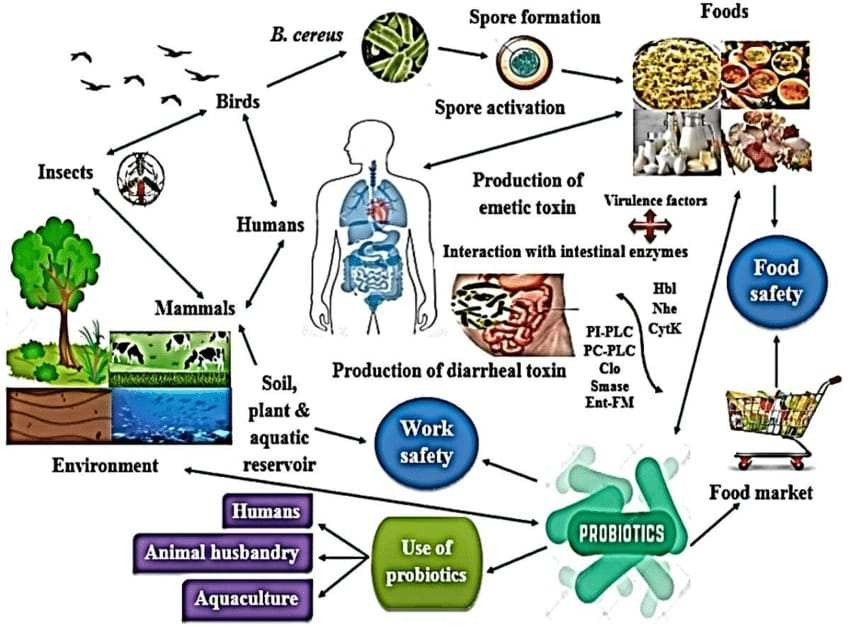 Spore formation
Foods
B. cereus
Birds
Spore activation
Insects
Production of
emetic toxin
Virulence factors
Humans
Interaction with intestinal enzymes
Food
safety
Hbl
Nhe
CytK
Mammals
PI-PLC
PC-PLC
Clo
Smase
Ent-FM
Production of diarrheal toxin
Soil,
plant &
aquatic
reservoir
Work
safety
Environment
Food market
Humans
Animal husbandry
Aquaculture
Use of
probiotics
PROBIOTICS